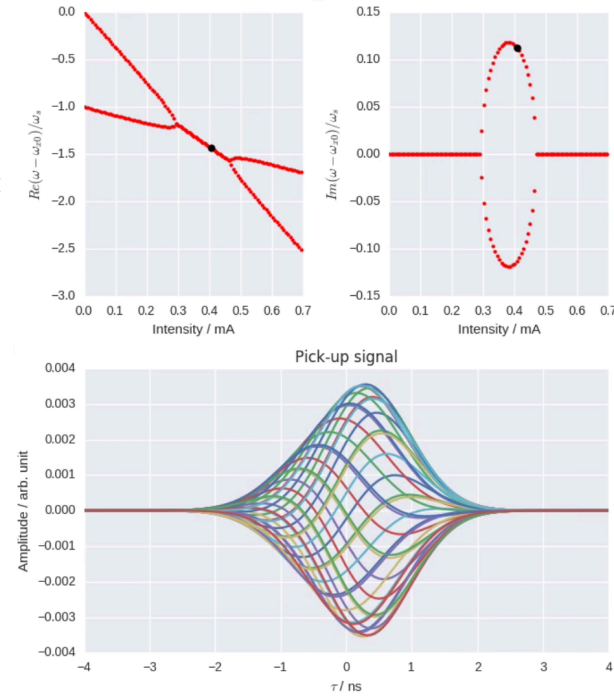 0.0
−0.5
−1.0
−1.5
−2.0
−2.5
−3.0
Re(ω − ω_{x0})/ω_s
0.0 0.1 0.2 0.3 0.4 0.5 0.6 0.7
Intensity / mA
0.15
0.10
0.05
0.00
−0.05
−0.10
−0.15
Im(ω − ω_{x0})/ω_s
0.0 0.1 0.2 0.3 0.4 0.5 0.6 0.7
Intensity / mA
Pick-up signal
0.004
0.003
0.002
0.001
0.000
−0.001
−0.002
−0.003
−0.004
Amplitude / arb. unit
−4 −3 −2 −1 0 1 2 3 4
τ / ns